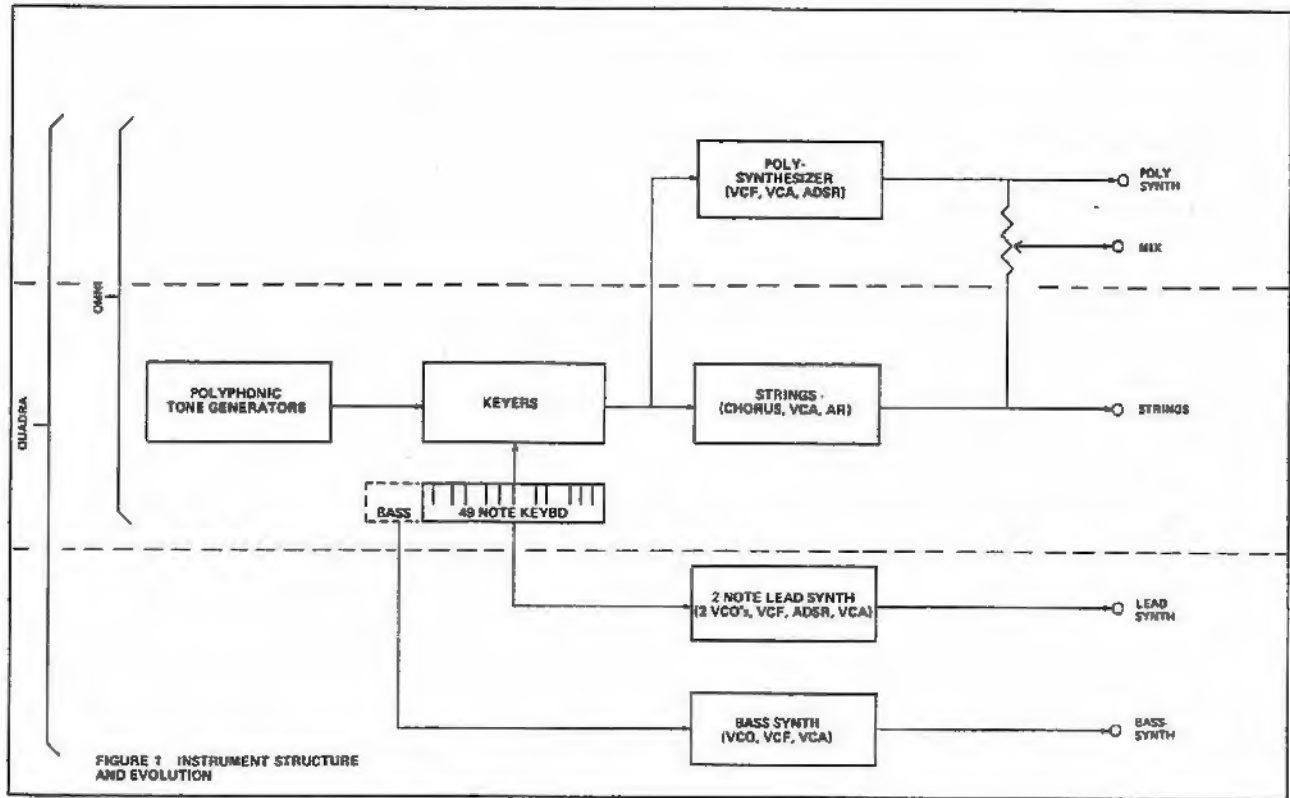 POLY-
SYNTHESIZER
(VCF, VCA, ADSR)
POLY
SYNTH
MIX
OMNI
QUADRA
POLYPHONIC
TONE GENERATORS
KEYERS
STRINGS
(CHORUS, VCA, AR)
STRINGS
BASS
49 NOTE KEYBD
2 NOTE LEAD SYNTH
(2 VCO's, VCF, ADSR, VCA)
LEAD
SYNTH
BASS SYNTH
(VCO, VCF, VCA)
BASS
SYNTH
FIGURE 1 INSTRUMENT STRUCTURE
AND EVOLUTION